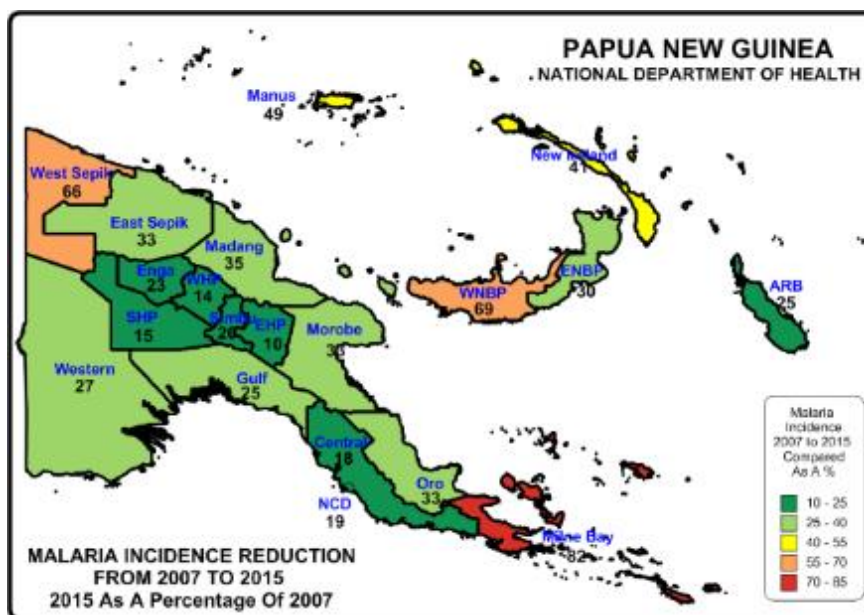 PAPUA NEW GUINEA
NATIONAL DEPARTMENT OF HEALTH
Manus
49
New Ireland
41
West Sepik
66
East Sepik
33
Madang
35
Enga
23
WHP
14
WNBP
69
ENBP
30
ARB
25
SHP
15
Simbu
20
EHP
10
Morobe
33
Western
27
Gulf
25
Central
18
Oro
33
NCD
19
Milne Bay
82
Malaria
Incidence
2007 to 2015
Compared
As A %
10 - 25
25 - 40
40 - 55
55 - 70
70 - 85
MALARIA INCIDENCE REDUCTION
FROM 2007 TO 2015
2015 As A Percentage Of 2007